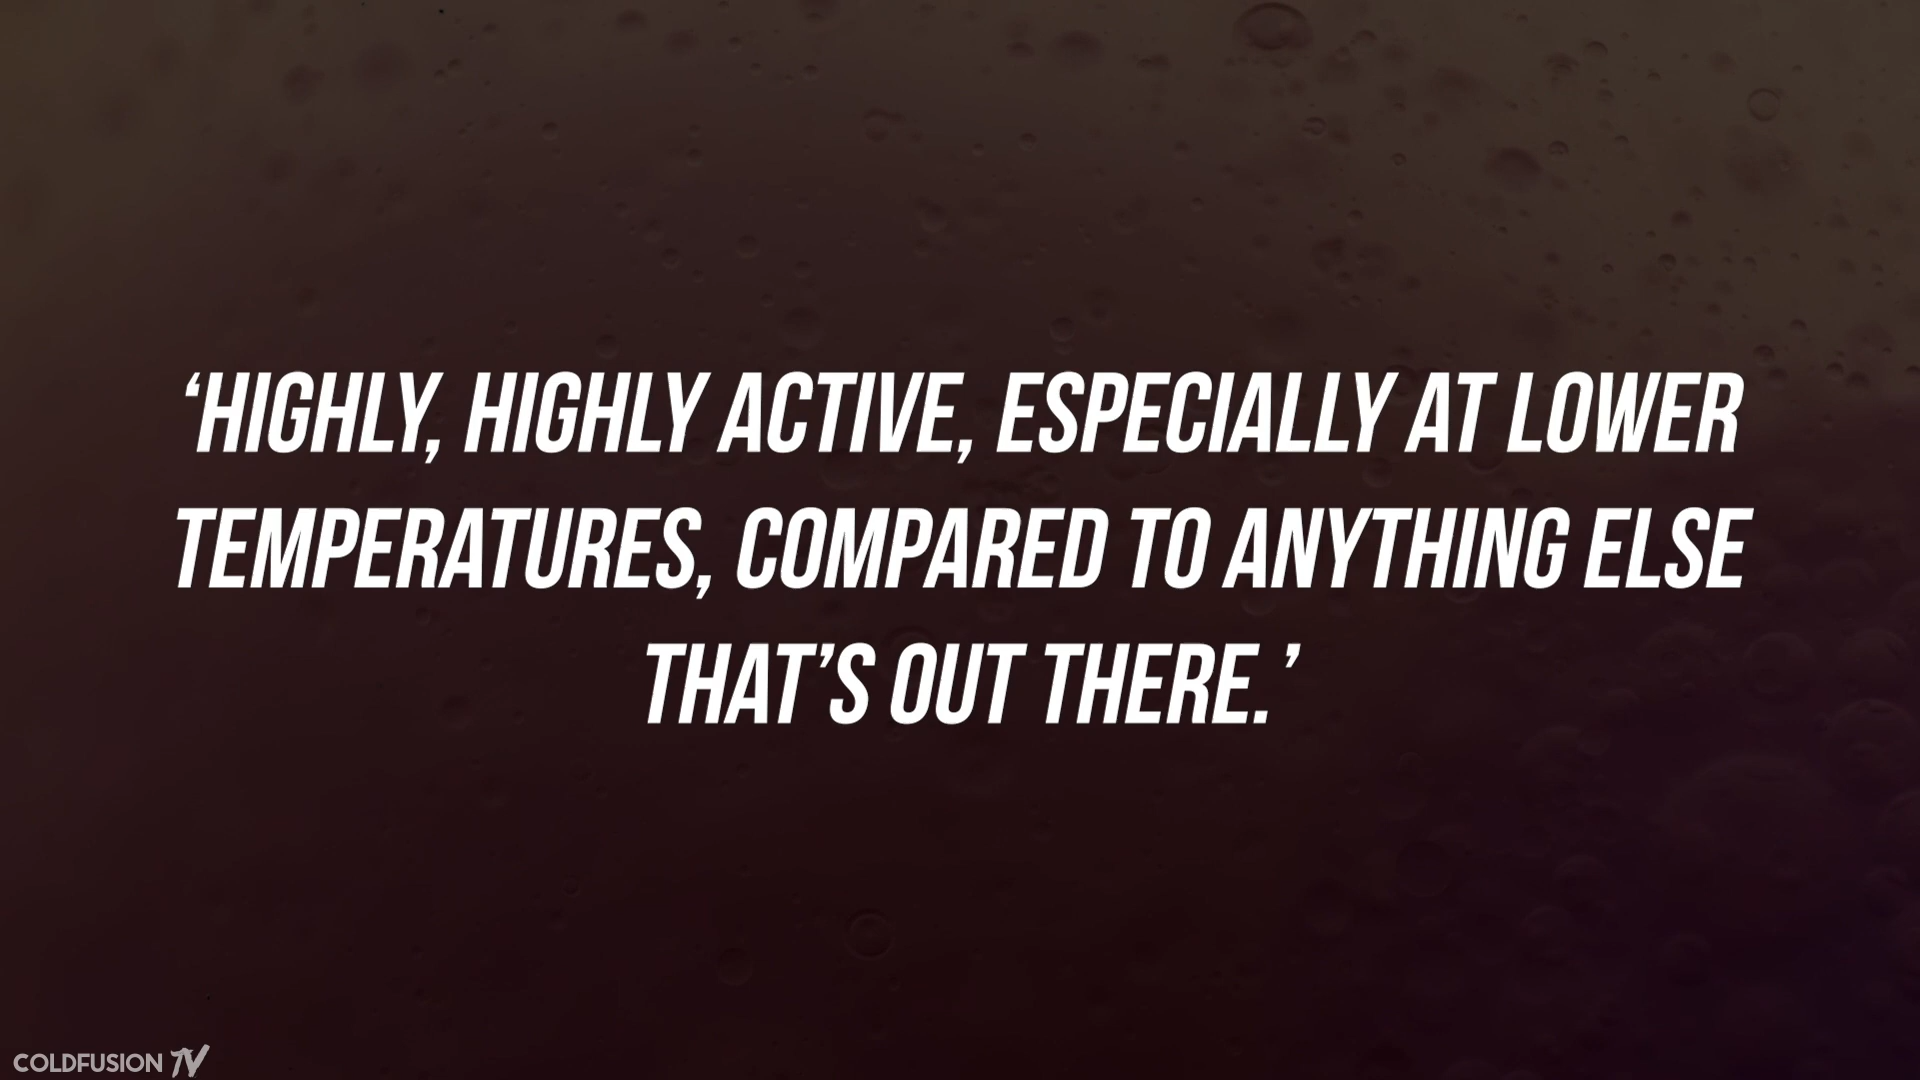 ‘HIGHLY, HIGHLY ACTIVE, ESPECIALLY AT LOWER
TEMPERATURES, COMPARED TO ANYTHING ELSE
THAT’S OUT THERE.’
COLDFUSION TV